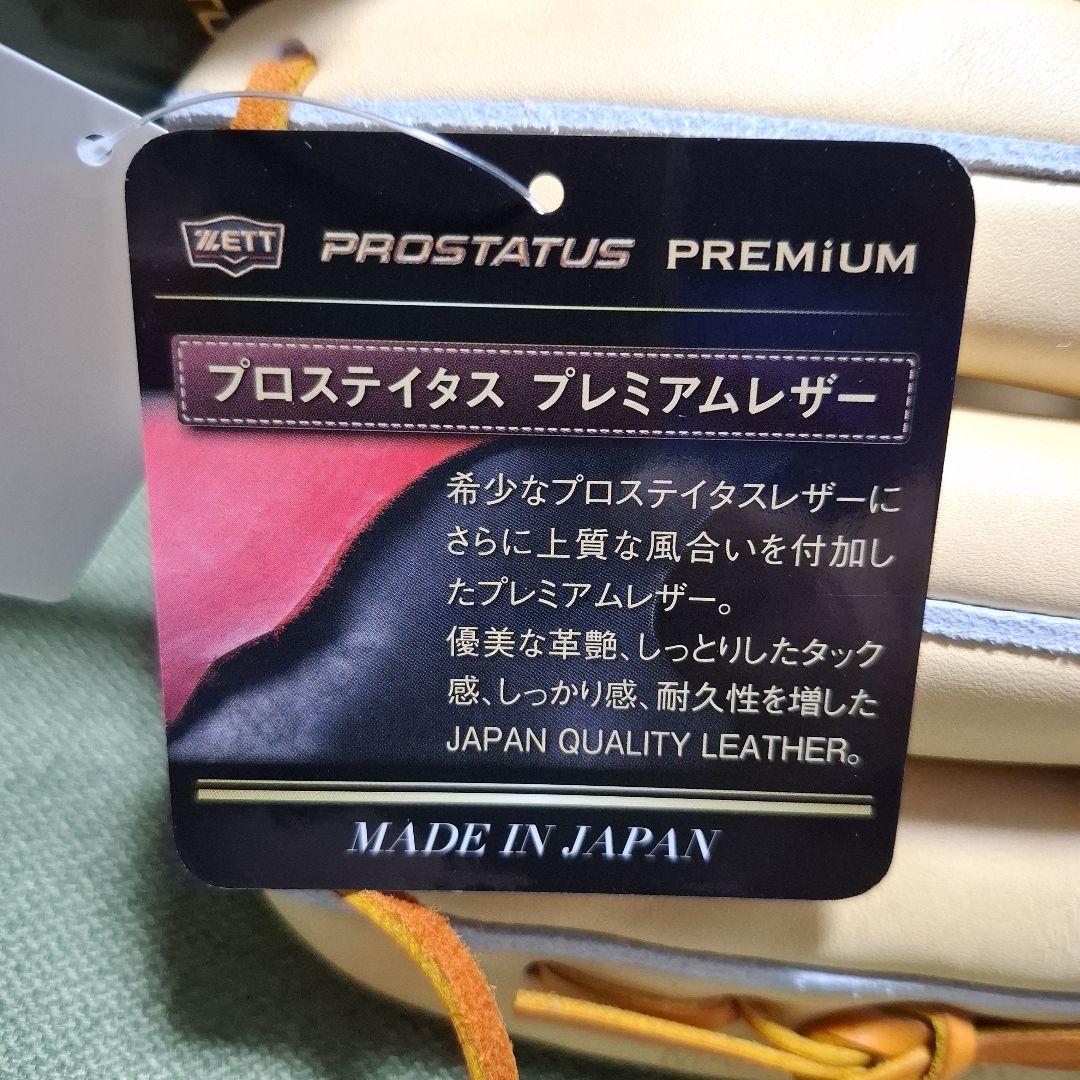 ZETT PROSTATUS PREMiUM
プロステイタス プレミアムレザー
希少なプロステイタスレザーに
さらに上質な風合いを付加し
たプレミアムレザー。
優美な革艶、しっとりしたタック
感、しっかり感、耐久性を増した
JAPAN QUALITY LEATHER。
MADE IN JAPAN